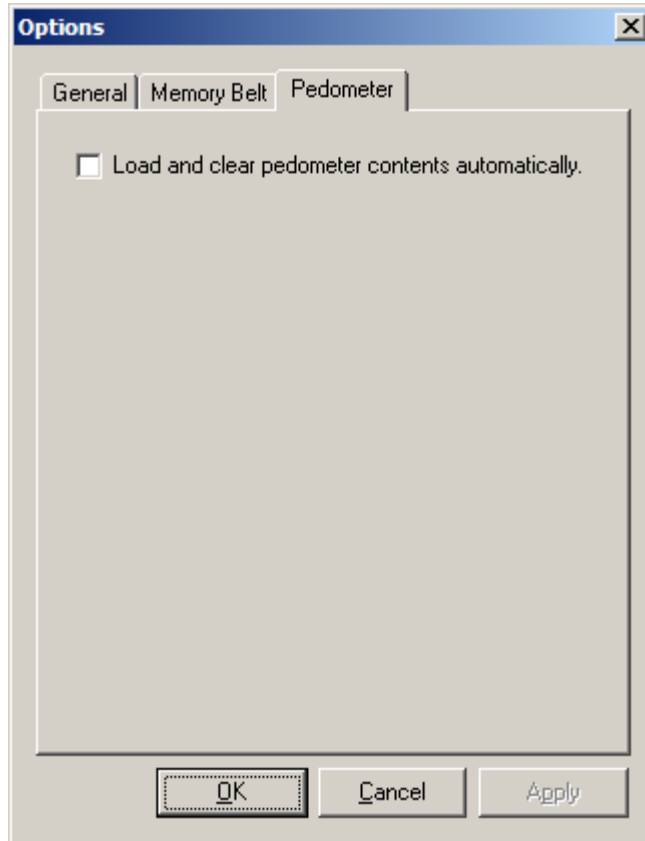 Options
General Memory Belt Pedometer
Load and clear pedometer contents automatically.
OK Cancel Apply